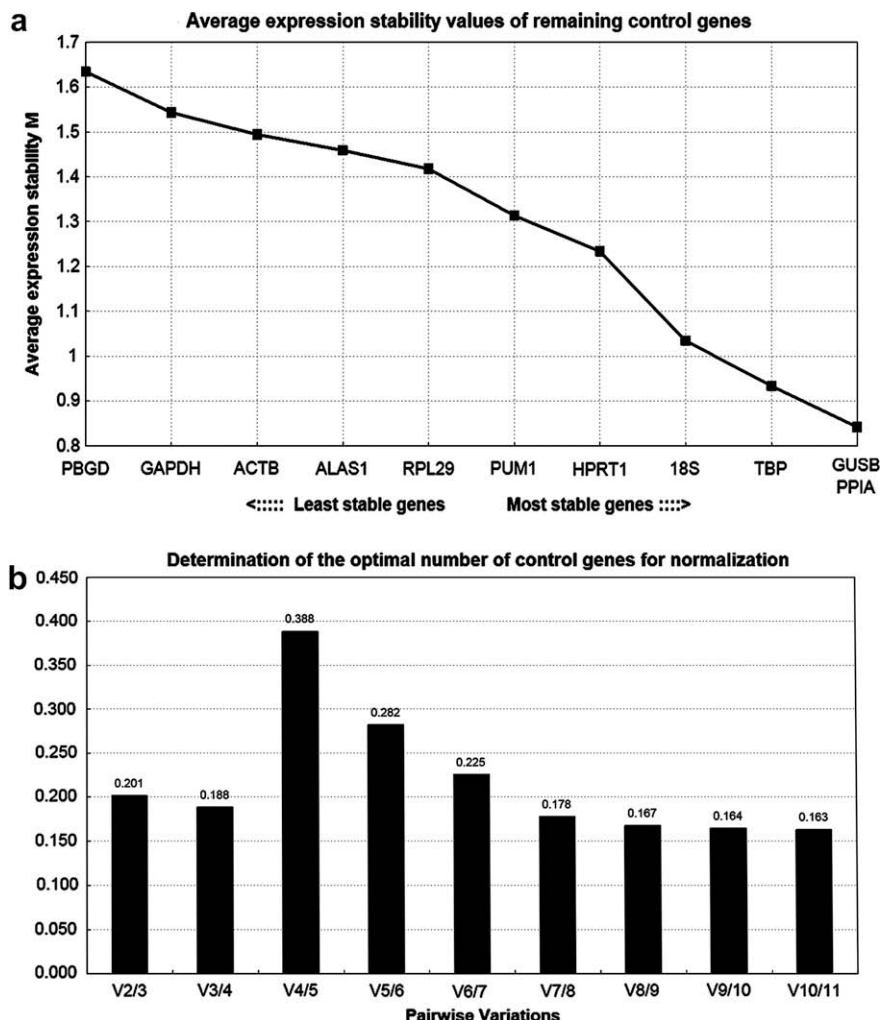 a
Average expression stability values of remaining control genes
Average expression stability M
1.7
1.6
1.5
1.4
1.3
1.2
1.1
1
0.9
0.8
PBGD GAPDH ACTB ALAS1 RPL29 PUM1 HPRT1 18S TBP GUSB
PPIA
<::::: Least stable genes Most stable genes ::::>
b
Determination of the optimal number of control genes for normalization
0.450
0.400
0.350
0.300
0.250
0.200
0.150
0.100
0.050
0.000
0.201 0.188 0.388 0.282 0.225 0.178 0.167 0.164 0.163
V2/3 V3/4 V4/5 V5/6 V6/7 V7/8 V8/9 V9/10 V10/11
Pairwise Variations